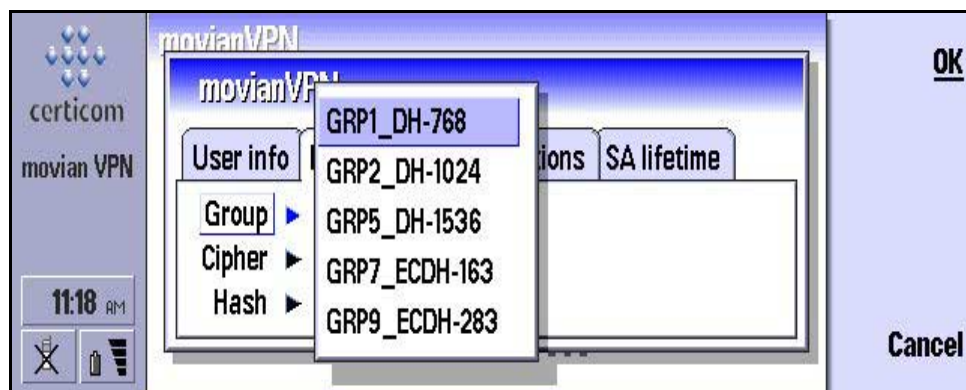 certicom
movian VPN
11:18 AM
movianVPN
movianVPN
User info
ions
SA lifetime
Group
Cipher
Hash
GRP1_DH-768
GRP2_DH-1024
GRP5_DH-1536
GRP7_ECDH-163
GRP9_ECDH-283
OK
Cancel